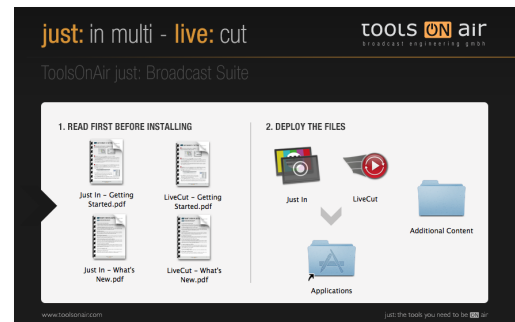 just: in multi - live: cut
TOOLS ON air
broadcast engineering gmbh
ToolsOnAir just: Broadcast Suite
1. READ FIRST BEFORE INSTALLING
Just In – Getting
Started.pdf
LiveCut – Getting
Started.pdf
Just In – What's
New.pdf
LiveCut – What's
New.pdf
2. DEPLOY THE FILES
Just In
LiveCut
Additional Content
Applications
www.toolsonair.com
just: the tools you need to be ON air